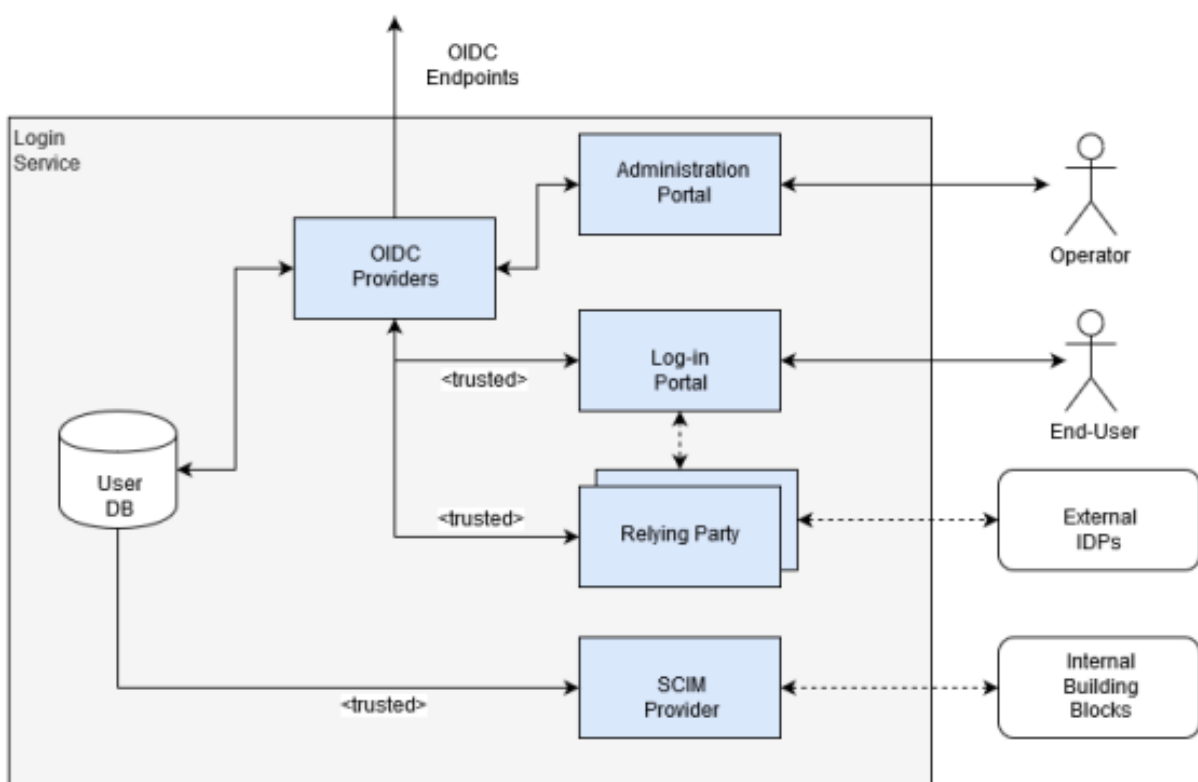 OIDC
Endpoints
Login
Service
Administration
Portal
OIDC
Providers
Operator
Log-in
Portal
<trusted>
End-User
User
DB
<trusted>
Relying Party
External
IDPs
SCIM
Provider
<trusted>
Internal
Building
Blocks